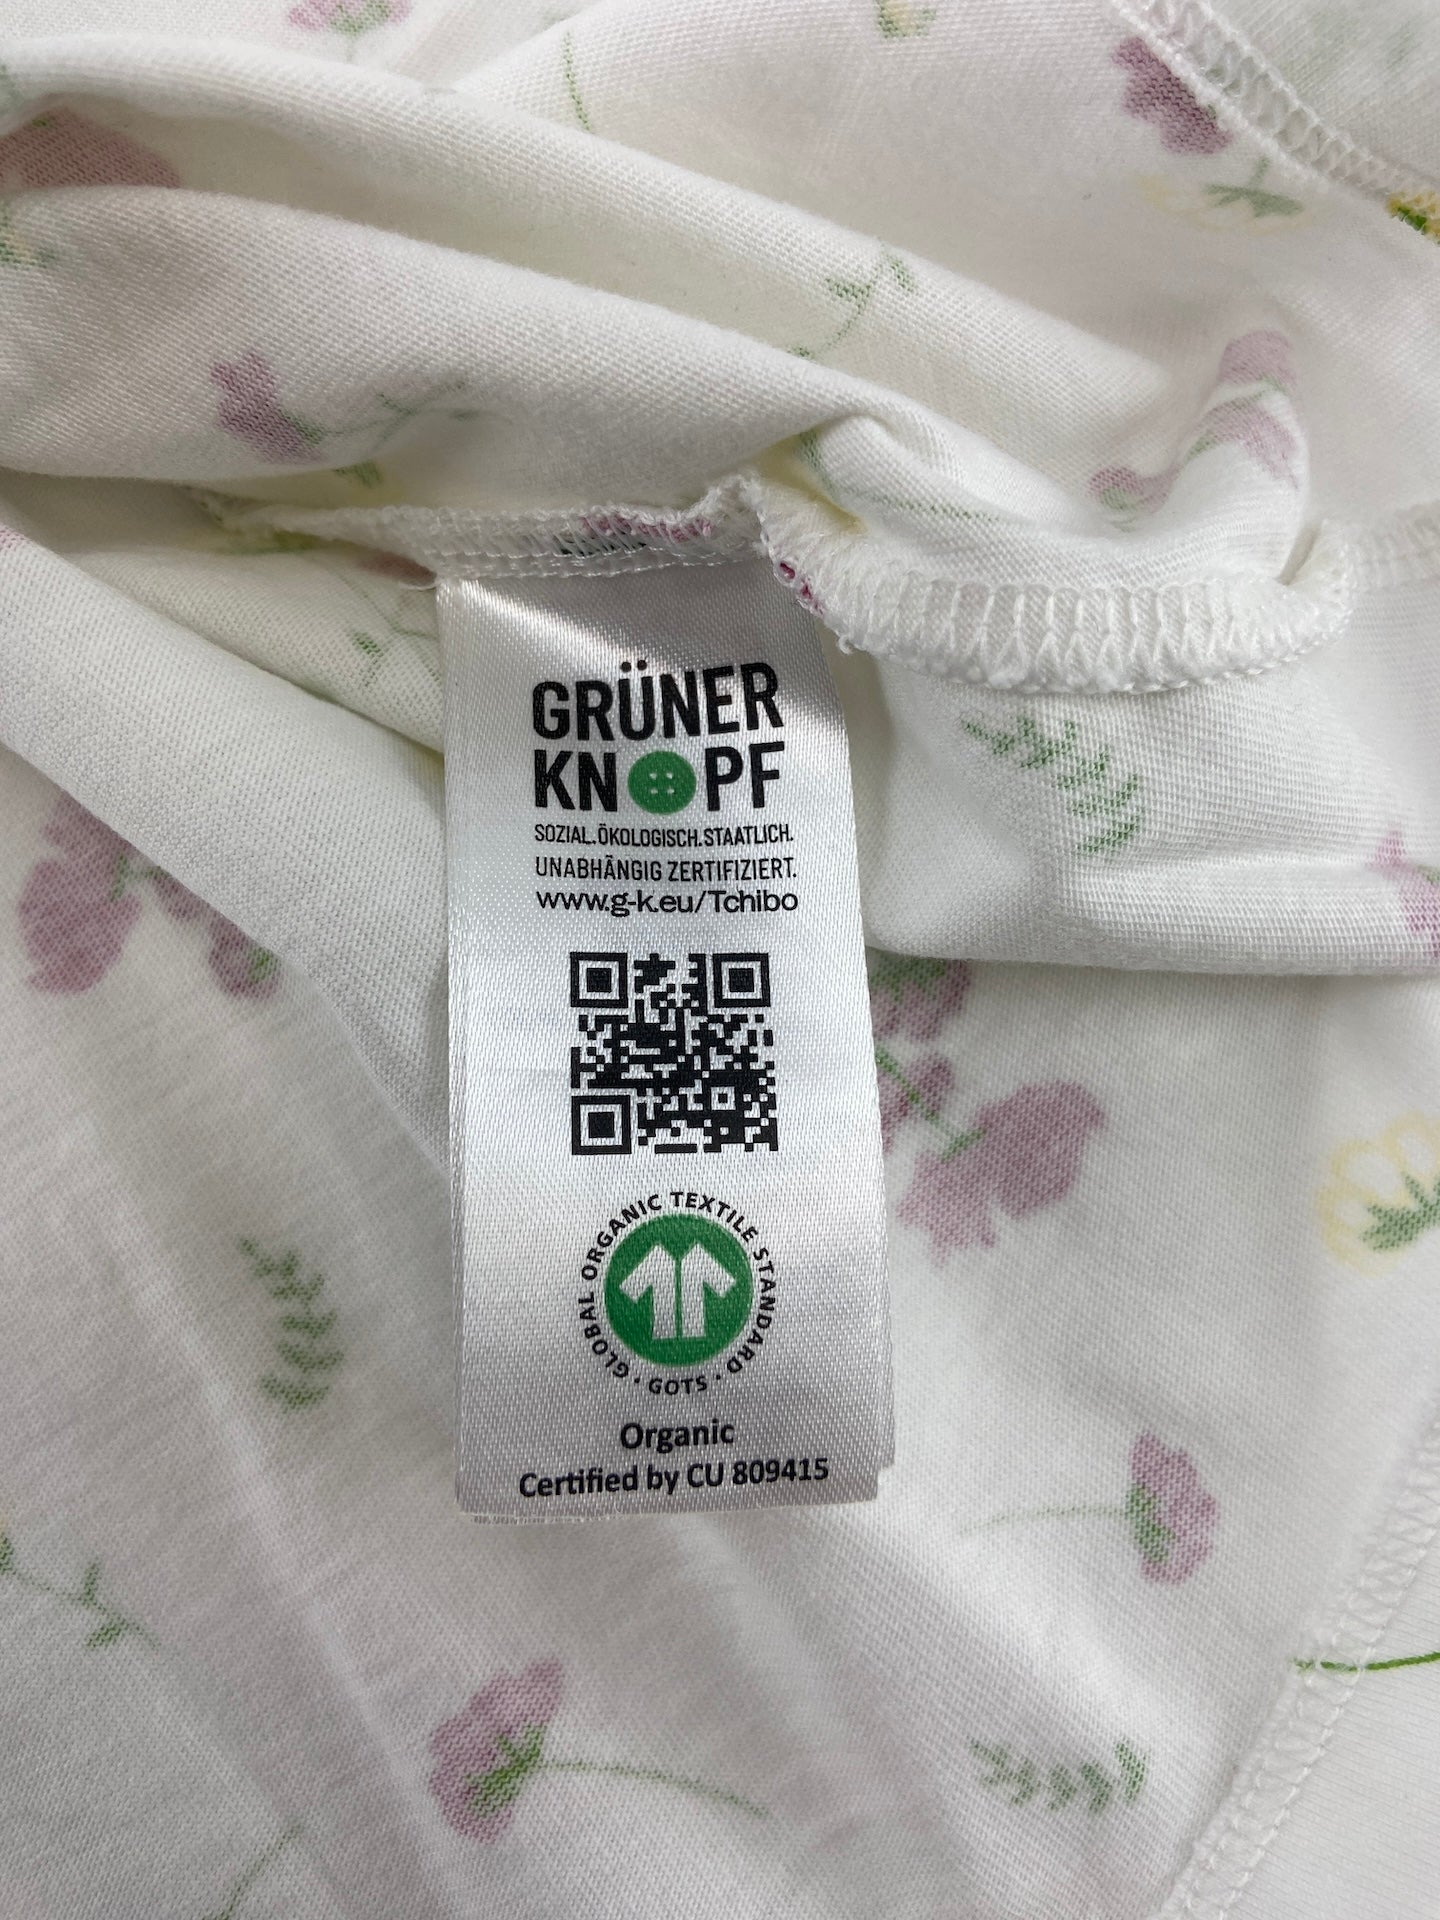 GRÜNER
KNOPF
SOZIAL.ÖKOLOGISCH.STAATLICH.
UNABHÄNGIG ZERTIFIZIERT.
www.g-k.eu/Tchibo
GLOBAL ORGANIC TEXTILE STANDARD · GOTS ·
Organic
Certified by CU 809415